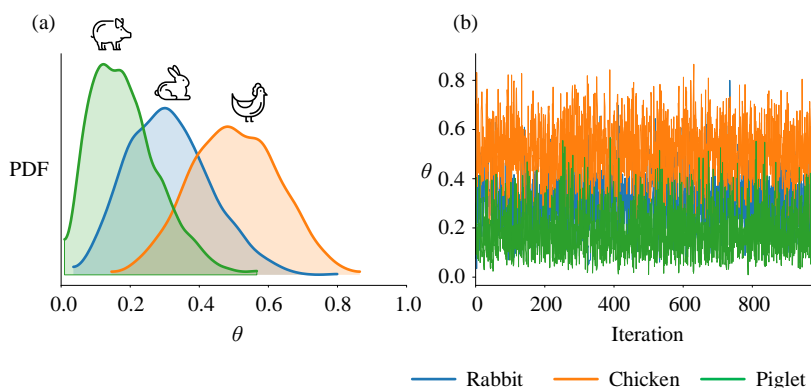 (a)
PDF
0.0 0.2 0.4 0.6 0.8 1.0
θ
(b)
0.8
0.6
θ 0.4
0.2
0.0
0 200 400 600 800
Iteration
Rabbit Chicken Piglet